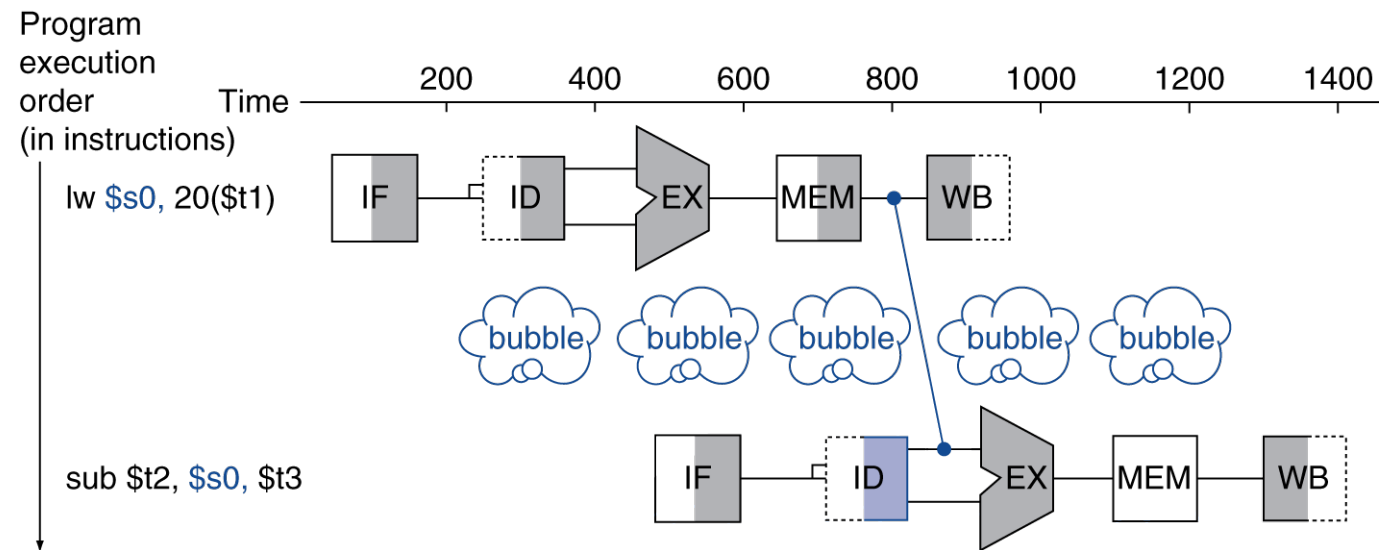 Program
execution
order
(in instructions)
Time
200 400 600 800 1000 1200 1400
lw $s0, 20($t1)
IF ID EX MEM WB
bubble bubble bubble bubble bubble
sub $t2, $s0, $t3
IF ID EX MEM WB